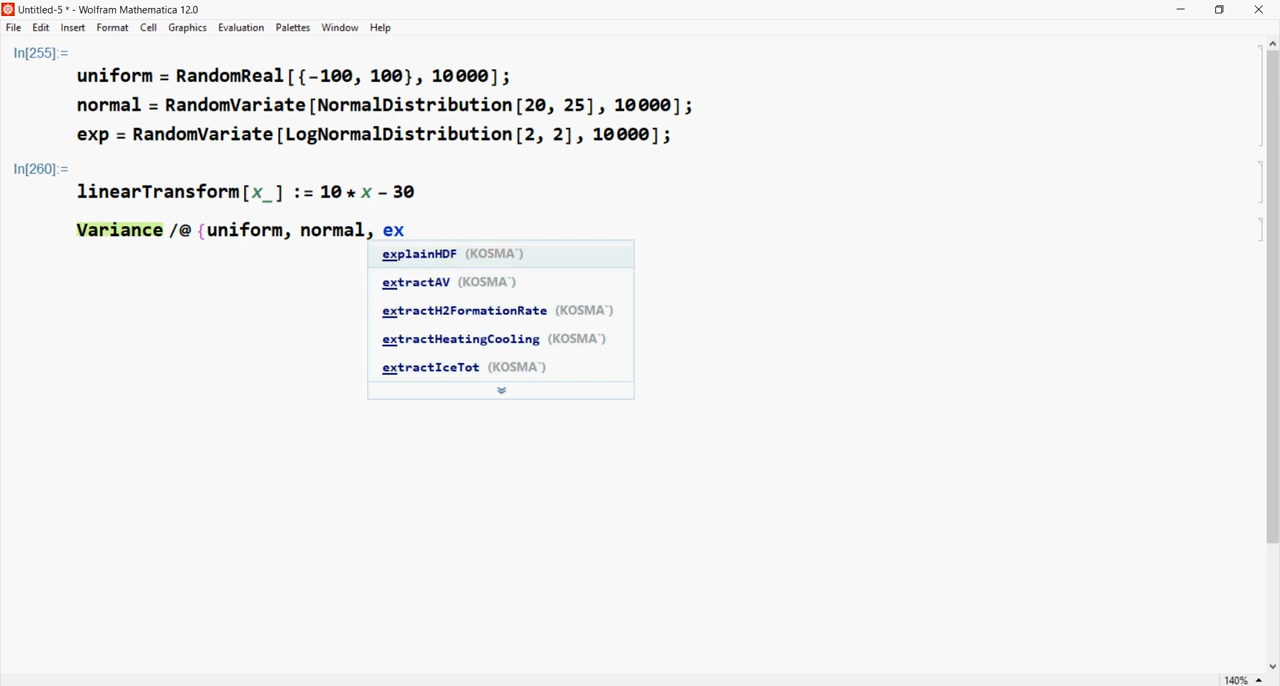 Untitled-5 * - Wolfram Mathematica 12.0
File Edit Insert Format Cell Graphics Evaluation Palettes Window Help
In[255]:=
uniform = RandomReal[{-100, 100}, 10000];
normal = RandomVariate[NormalDistribution[20, 25], 10000];
exp = RandomVariate[LogNormalDistribution[2, 2], 10000];
In[260]:=
linearTransform[x_] := 10 * x - 30
Variance /@ {uniform, normal, ex
explainHDF (KOSMA`)
extractAV (KOSMA`)
extractH2FormationRate (KOSMA`)
extractHeatingCooling (KOSMA`)
extractIceTot (KOSMA`)
140%